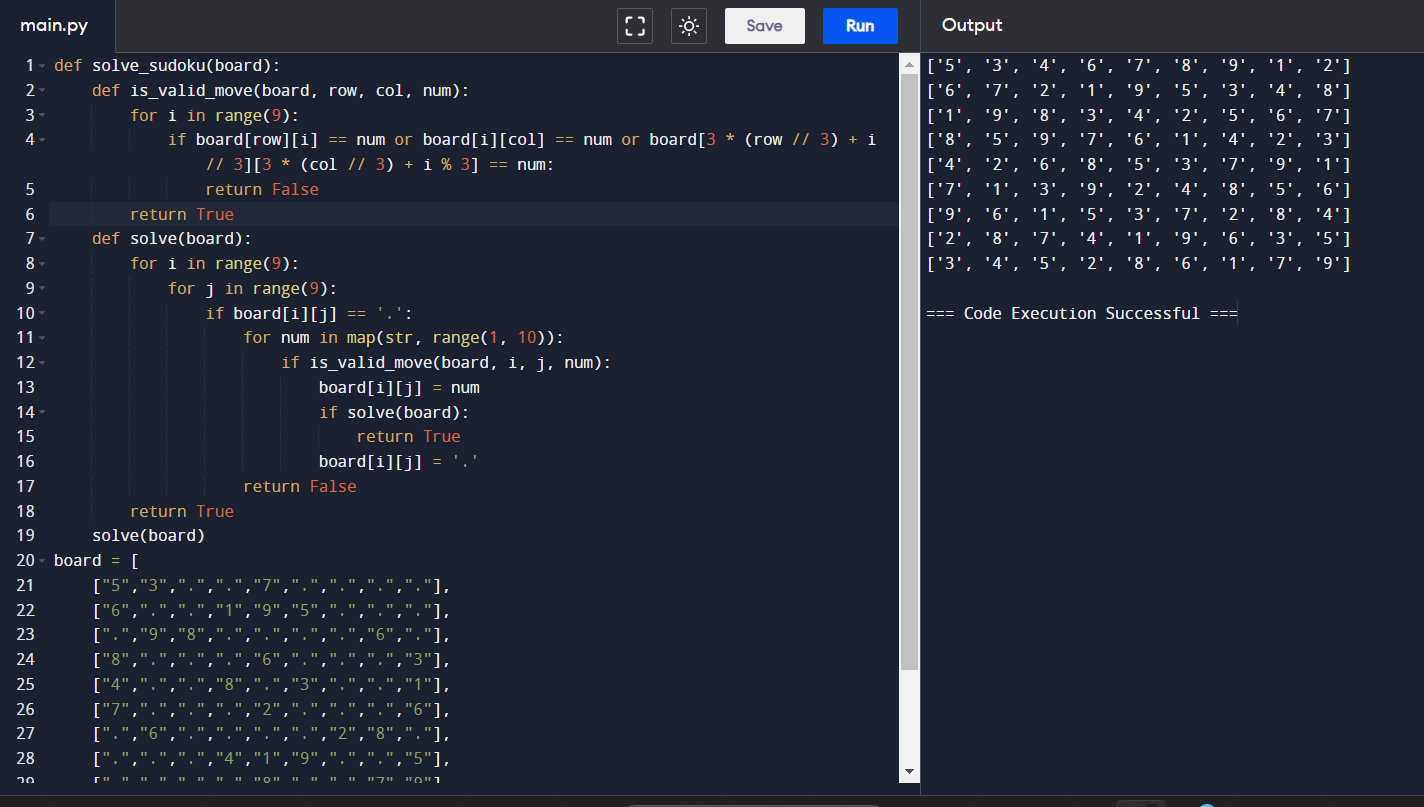 main.py
Save
Run
Output
1 def solve_sudoku(board):
2 def is_valid_move(board, row, col, num):
3 for i in range(9):
4 if board[row][i] == num or board[i][col] == num or board[3 * (row // 3) + i
// 3][3 * (col // 3) + i % 3] == num:
5 return False
6 return True
7 def solve(board):
8 for i in range(9):
9 for j in range(9):
10 if board[i][j] == '.':
11 for num in map(str, range(1, 10)):
12 if is_valid_move(board, i, j, num):
13 board[i][j] = num
14 if solve(board):
15 return True
16 board[i][j] = '.'
17 return False
18 return True
19 solve(board)
20 board = [
21 ["5","3",".",".","7",".",".",".","."],
22 ["6",".",".","1","9","5",".",".","."],
23 [".","9","8",".",".",".",".","6","."],
24 ["8",".",".",".","6",".",".",".","3"],
25 ["4",".",".","8",".","3",".",".","1"],
26 ["7",".",".",".","2",".",".",".","6"],
27 [".","6",".",".",".",".","2","8","."],
28 [".",".",".","4","1","9",".",".","5"],
29 [".",".",".",".","8",".",".","7","9"]
['5', '3', '4', '6', '7', '8', '9', '1', '2']
['6', '7', '2', '1', '9', '5', '3', '4', '8']
['1', '9', '8', '3', '4', '2', '5', '6', '7']
['8', '5', '9', '7', '6', '1', '4', '2', '3']
['4', '2', '6', '8', '5', '3', '7', '9', '1']
['7', '1', '3', '9', '2', '4', '8', '5', '6']
['9', '6', '1', '5', '3', '7', '2', '8', '4']
['2', '8', '7', '4', '1', '9', '6', '3', '5']
['3', '4', '5', '2', '8', '6', '1', '7', '9']
=== Code Execution Successful ===